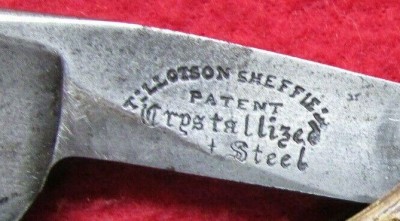 TILLOTSON SHEFFIELD
PATENT
Crystallized
+ Steel